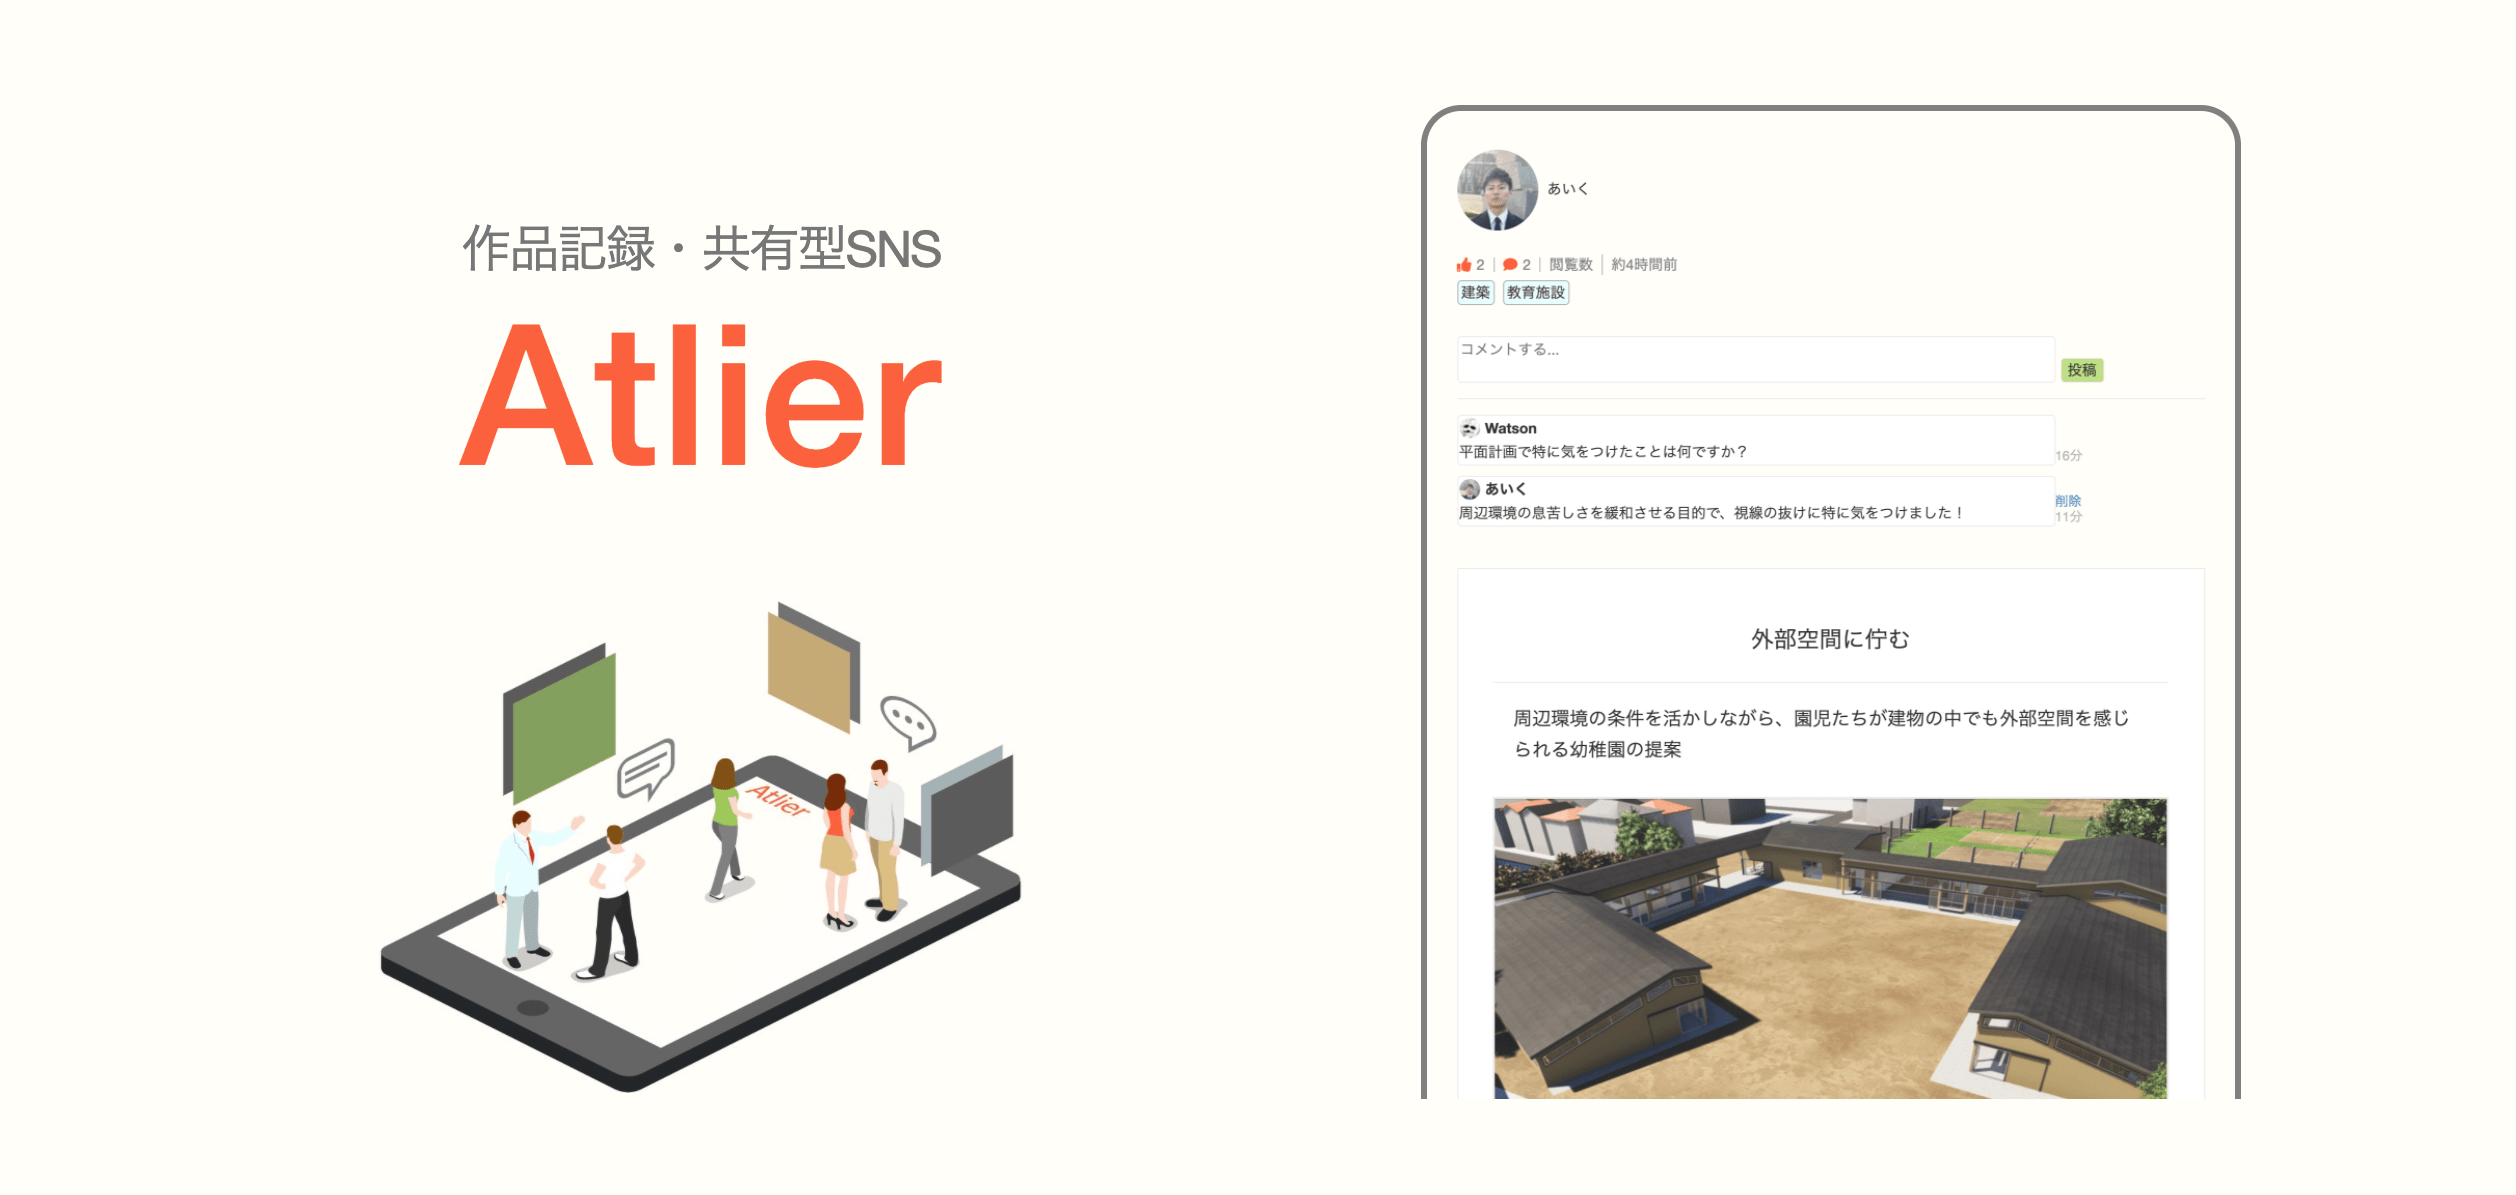 作品記録・共有型SNS
Atlier
Atlier
あいく
2 | 2 | 閲覧数 | 約4時間前
建築 教育施設
コメントする...
投稿
Watson
平面計画で特に気をつけたことは何ですか？
16分
あいく
周辺環境の息苦しさを緩和させる目的で、視線の抜けに特に気をつけました！
削除
11分
外部空間に佇む
周辺環境の条件を活かしながら、園児たちが建物の中でも外部空間を感じ
られる幼稚園の提案